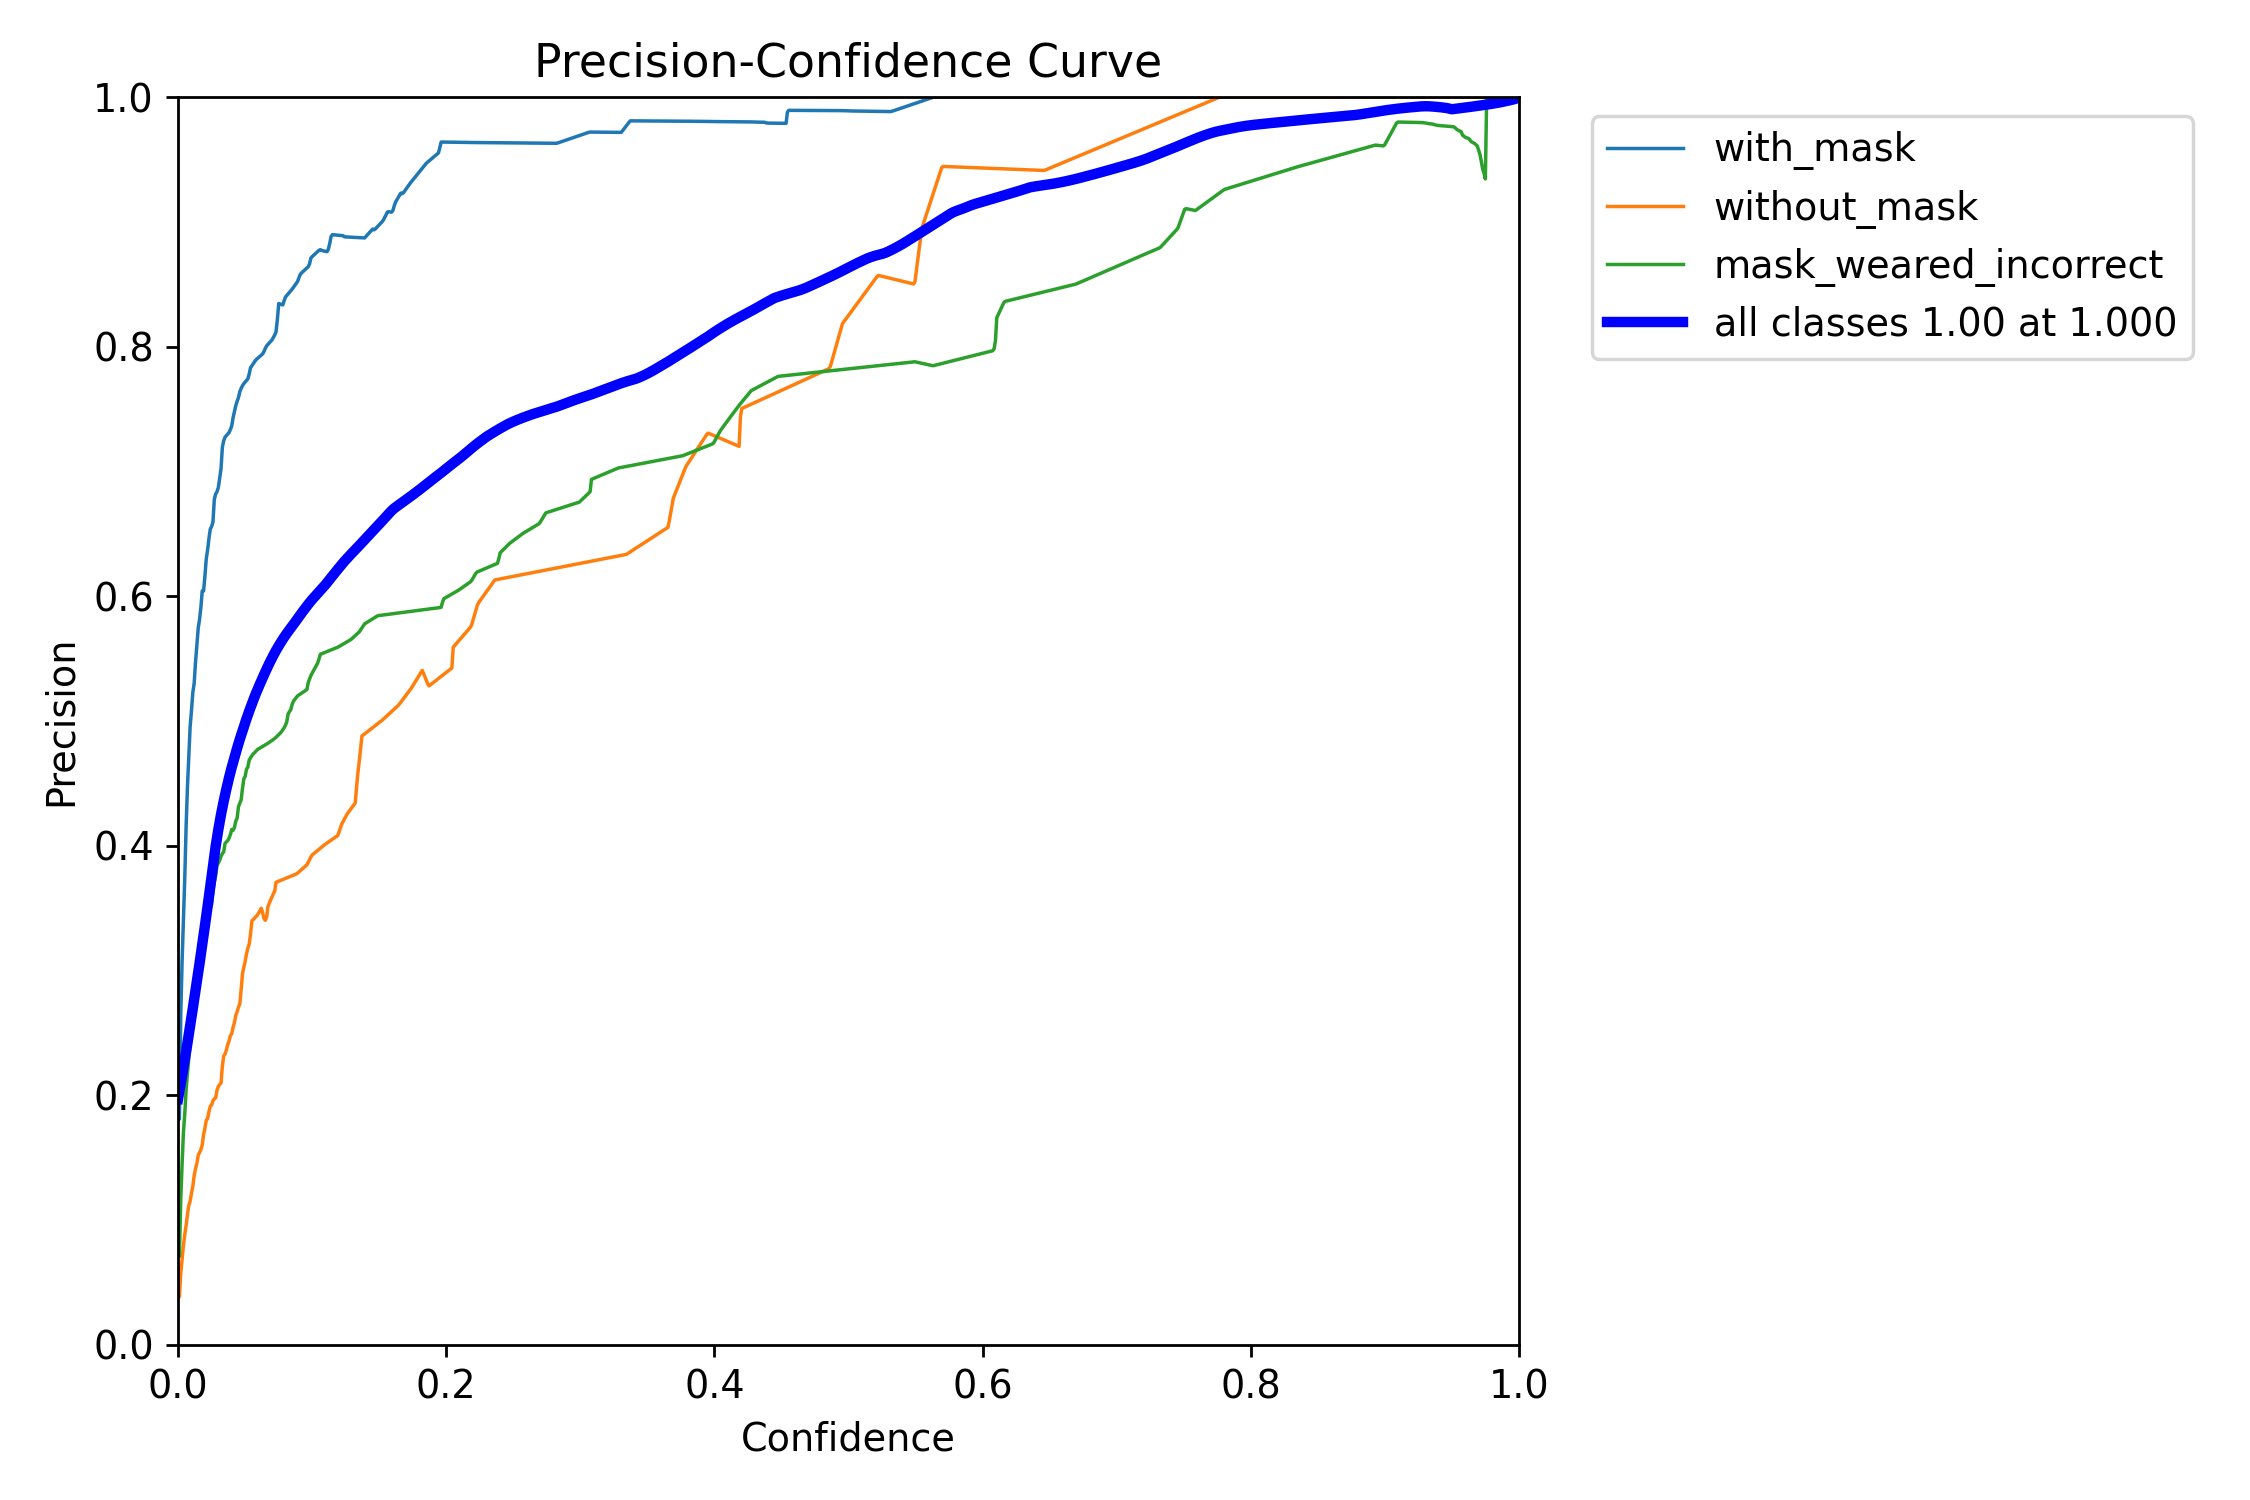 Precision-Confidence Curve
1.0
0.8
0.6
0.4
0.2
0.0
Precision
0.0 0.2 0.4 0.6 0.8 1.0
Confidence
with_mask
without_mask
mask_weared_incorrect
all classes 1.00 at 1.000